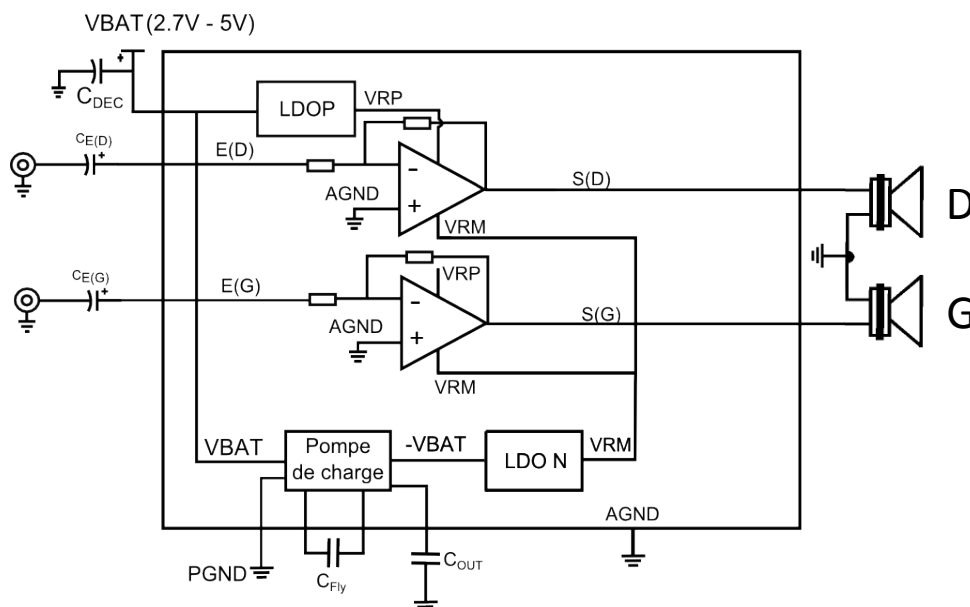 VBAT (2.7V - 5V)
+
CDEC
LDOP
VRP
CE(D)
+
E(D)
-
AGND
+
S(D)
D
VRM
CE(G)
+
E(G)
VRP
-
AGND
+
S(G)
G
VRM
VBAT
Pompe
de charge
-VBAT
LDO N
VRM
AGND
PGND
CFly
COUT